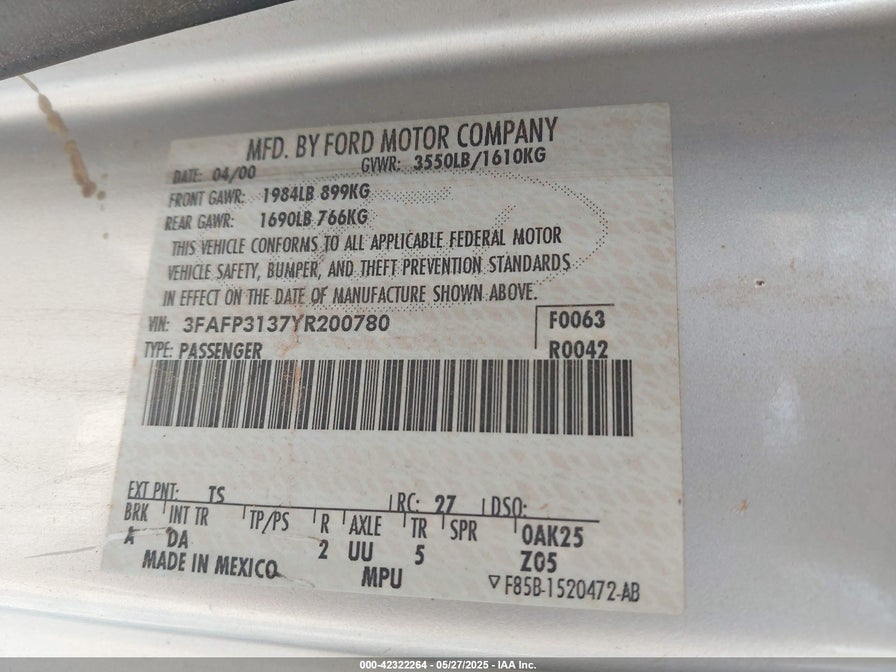 MFD. BY FORD MOTOR COMPANY
DATE: 04/00 GVWR: 3550LB/1610KG
FRONT GAWR: 1984LB 899KG
REAR GAWR: 1690LB 766KG
THIS VEHICLE CONFORMS TO ALL APPLICABLE FEDERAL MOTOR
VEHICLE SAFETY, BUMPER, AND THEFT PREVENTION STANDARDS
IN EFFECT ON THE DATE OF MANUFACTURE SHOWN ABOVE.
VIN: 3FAFP3137YR200780 F0063
TYPE: PASSENGER R0042
EXT PNT: TS RC: 27 DSO:
BRK INT TR TP/PS R AXLE TR SPR 0AK25
A DA 2 UU 5 Z05
MADE IN MEXICO MPU ▽ F85B-1520472-AB
000-42322264 - 05/27/2025 - IAA Inc.